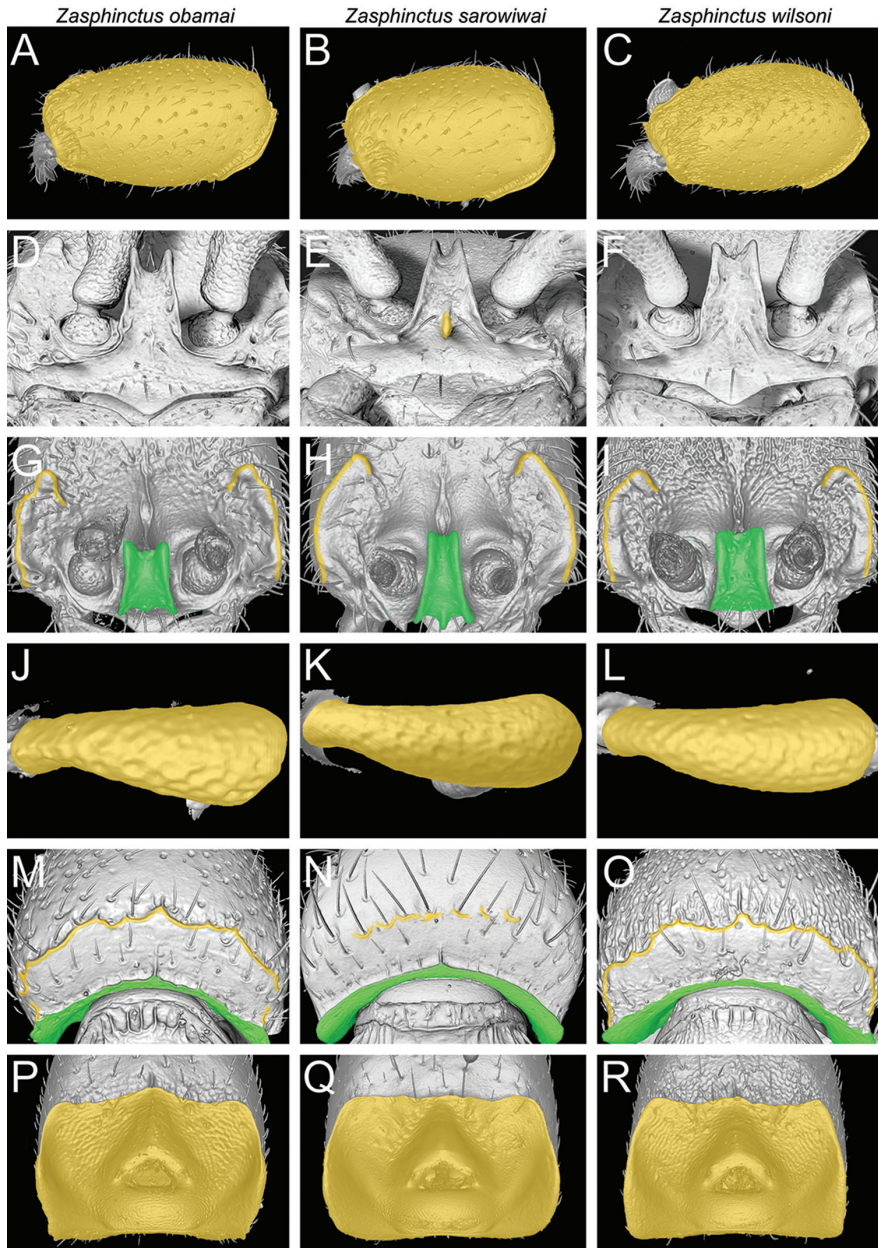 Zasphinctus obamai Zasphinctus sarowiwai Zasphinctus wilsoni
A B C
D E F
G H I
J K L
M N O
P Q R